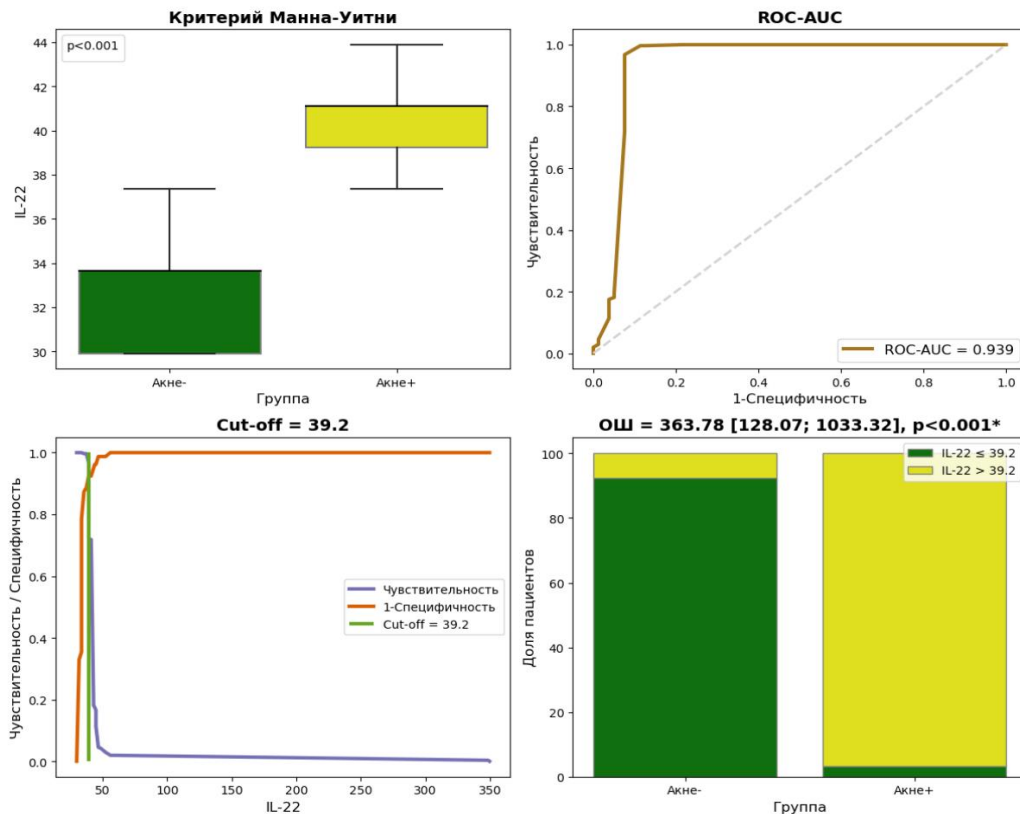 Критерий Манна-Уитни
p<0.001
44
42
40
38
36
34
32
30
IL-22
Акне-
Акне+
Группа
ROC-AUC
1.0
0.8
0.6
0.4
0.2
0.0
Чувствительность
ROC-AUC = 0.939
0.0
0.2
0.4
0.6
0.8
1.0
1-Специфичность
Cut-off = 39.2
1.0
0.8
0.6
0.4
0.2
0.0
Чувствительность / Специфичность
Чувствительность
1-Специфичность
Cut-off = 39.2
50
100
150
200
250
300
350
IL-22
ОШ = 363.78 [128.07; 1033.32], p<0.001*
IL-22 ≤ 39.2
IL-22 > 39.2
100
80
60
40
20
0
Доля пациентов
Акне-
Акне+
Группа